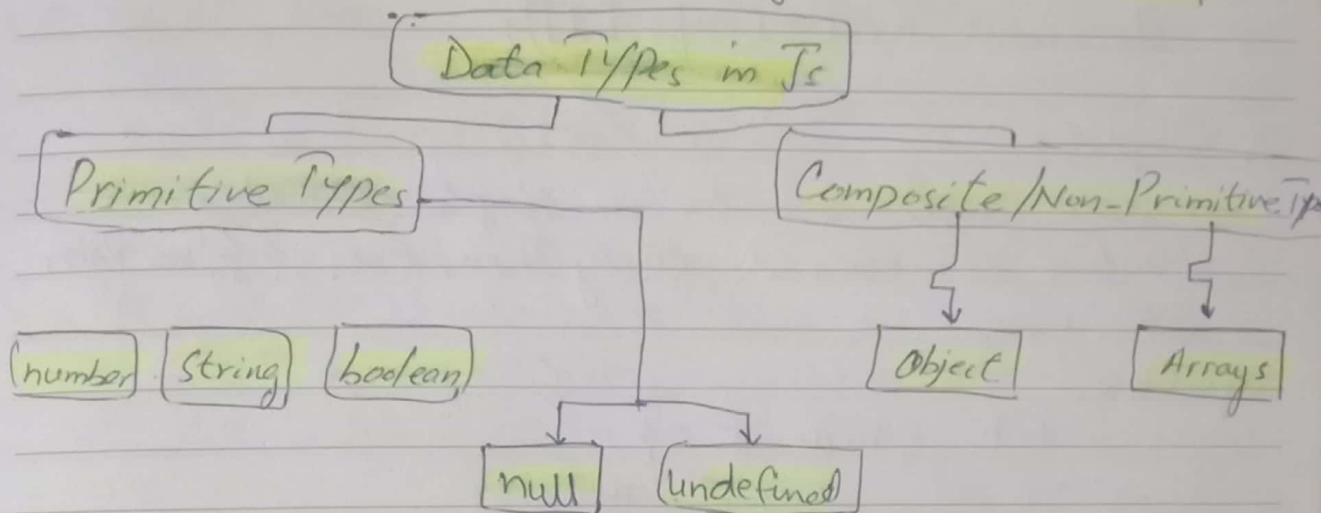 Data Types in Js
Primitive Types
Composite/Non-Primitive
number String boolean Object Arrays
null undefined